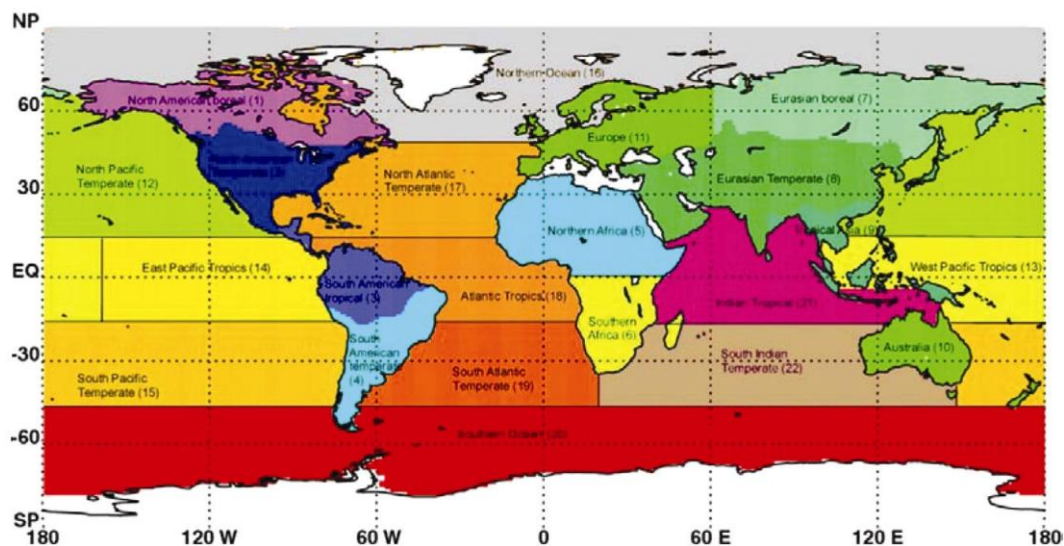 NP
Northern Ocean (16)
North American boreal (1)
Eurasian boreal (7)
60
Europe (11)
North Pacific
Temperate (12)
North Atlantic
Temperate (17)
Eurasian Temperate (8)
30
Northern Africa (5)
EQ
East Pacific Tropics (14)
West Pacific Tropics (13)
South American
tropical (3)
Atlantic Tropics (18)
Indian Tropical (21)
Southern
Africa (6)
South
American
temperate
(4)
-30
South Pacific
Temperate (15)
South Atlantic
Temperate (19)
South Indian
Temperate (22)
Australia (10)
Southern Ocean (20)
-60
SP
180
120 W
60 W
0
60 E
120 E
180